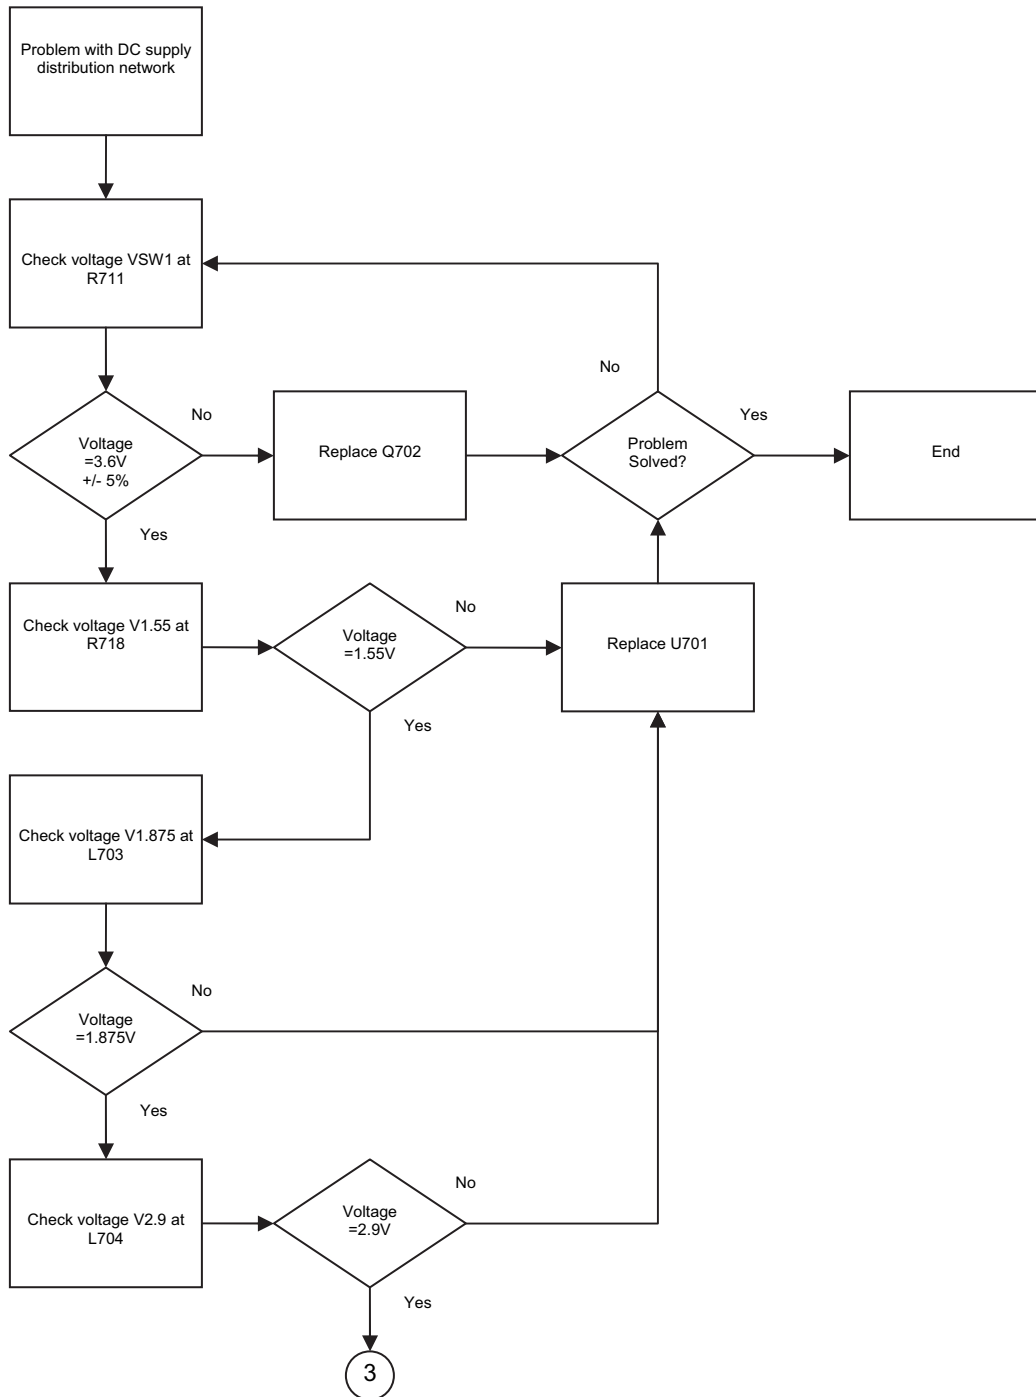 Problem with DC supply
distribution network
Check voltage VSW1 at
R711
No
No
Yes
Voltage
=3.6V
+/- 5%
Replace Q702
Problem
Solved?
End
Yes
Check voltage V1.55 at
R718
Voltage
=1.55V
No
Replace U701
Yes
Check voltage V1.875 at
L703
No
Voltage
=1.875V
Yes
Check voltage V2.9 at
L704
Voltage
=2.9V
No
Yes
3